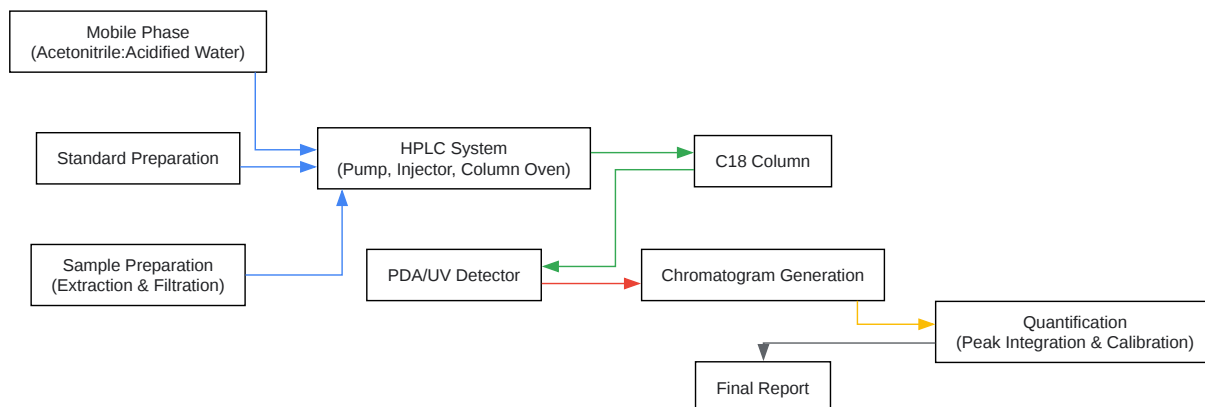 Mobile Phase
(Acetonitrile:Acidified Water)
Standard Preparation
HPLC System
(Pump, Injector, Column Oven)
C18 Column
Sample Preparation
(Extraction & Filtration)
PDA/UV Detector
Chromatogram Generation
Quantification
(Peak Integration & Calibration)
Final Report